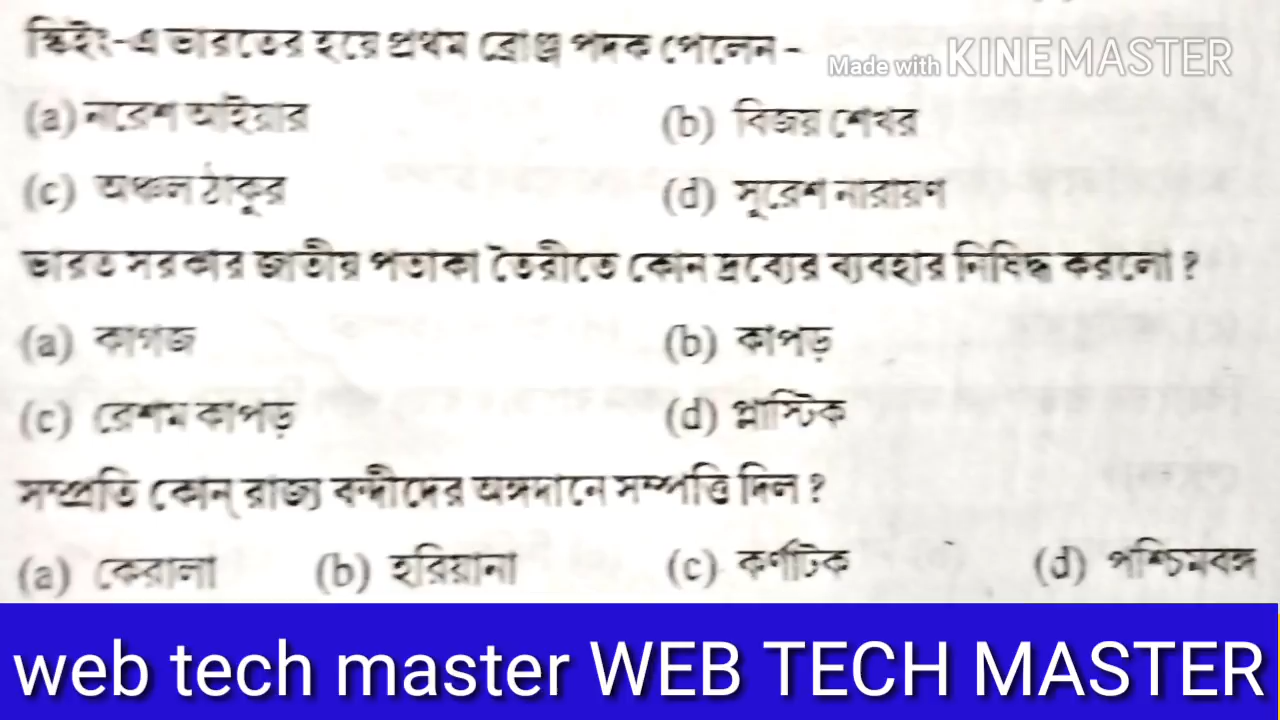 স্কিইং-এ ভারতের হয়ে প্রথম ব্রোঞ্জ পদক পেলেন -
Made with KINEMASTER
(a) নরেশ আইয়ার (b) বিজয় শেখর
(c) অঞ্চল ঠাকুর (d) সুরেশ নারায়ণ
ভারত সরকার জাতীয় পতাকা তৈরীতে কোন দ্রব্যের ব্যবহার নিষিদ্ধ করলো ?
(a) কাগজ (b) কাপড়
(c) রেশম কাপড় (d) প্লাস্টিক
সম্প্রতি কোন্ রাজ্য বন্দীদের অঙ্গদানে সম্পত্তি দিল ?
(a) কেরালা (b) হরিয়ানা (c) কর্ণাটক (d) পশ্চিমবঙ্গ
web tech master WEB TECH MASTER